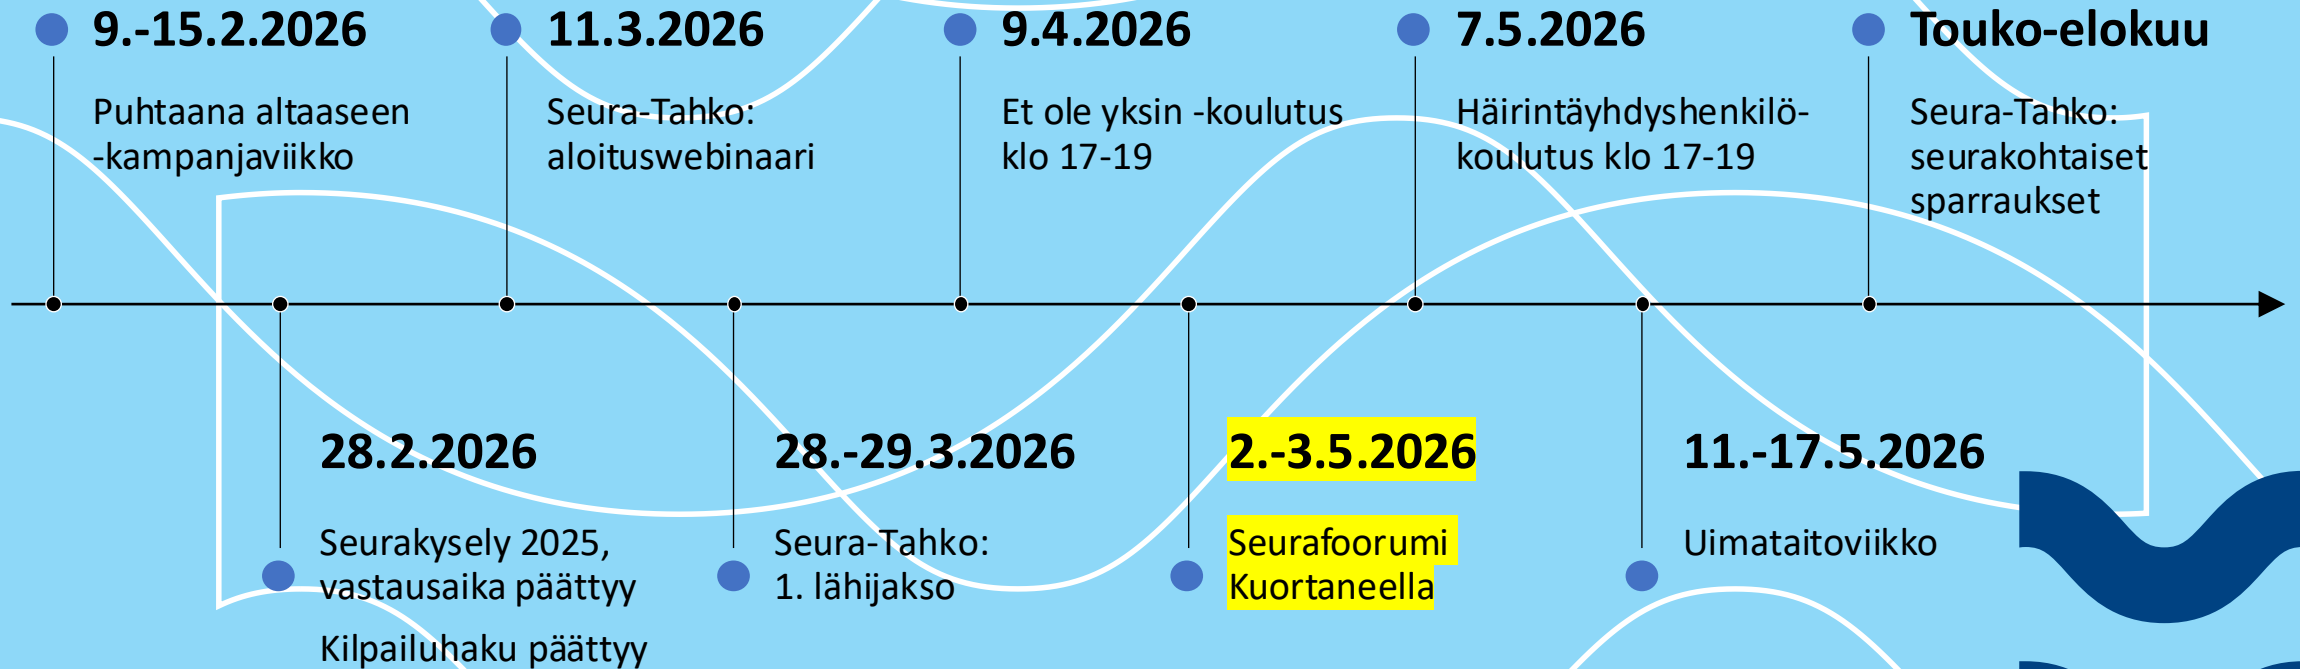 9.-15.2.2026
Puhtaana altaaseen
-kampanjaviikko
11.3.2026
Seura-Tahko:
aloituswebinaari
9.4.2026
Et ole yksin -koulutus
klo 17-19
7.5.2026
Häirintäyhdyshenkilö-
koulutus klo 17-19
Touko-elokuu
Seura-Tahko:
seurakohtaiset
sparraukset
28.2.2026
Seurakysely 2025,
vastausaika päättyy
Kilpailuhaku päättyy
28.-29.3.2026
Seura-Tahko:
1. lähijakso
2.-3.5.2026
Seurafoorumi
Kuortaneella
11.-17.5.2026
Uimataitoviikko